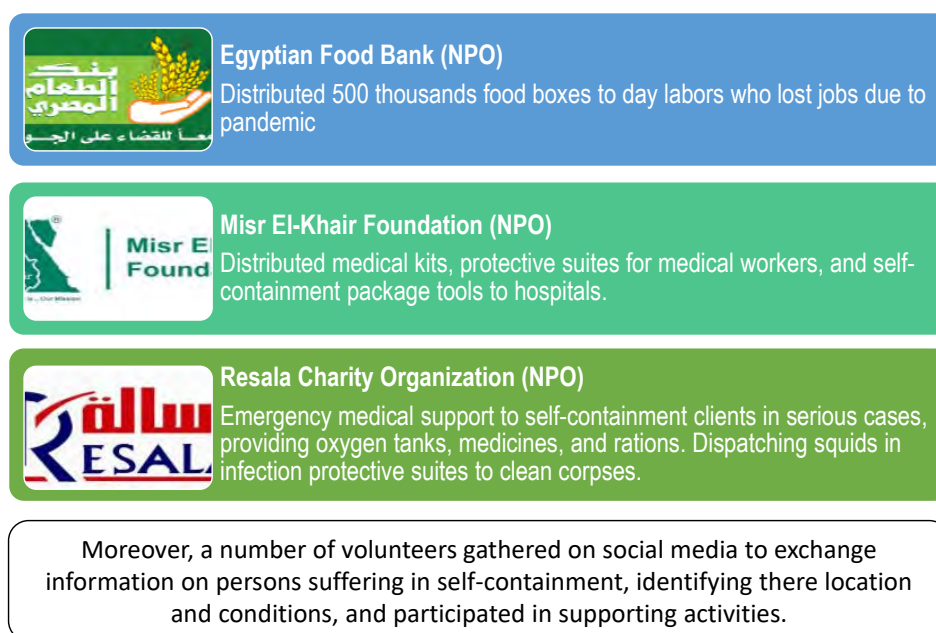 بنك
الطعام
المصري
Egyptian Food Bank (NPO)
Distributed 500 thousands food boxes to day labors who lost jobs due to
pandemic
للقضاء على
Misr El-Khair Foundation (NPO)
Misr E
Found
Distributed medical kits, protective suites for medical workers, and self-
containment package tools to hospitals.
Our Mission
Resala Charity Organization (NPO)
سالة
RESALA
Emergency medical support to self-containment clients in serious cases,
providing oxygen tanks, medicines, and rations. Dispatching squids in
infection protective suites to clean corpses.
Moreover, a number of volunteers gathered on social media to exchange
information on persons suffering in self-containment, identifying there location
and conditions, and participated in supporting activities.